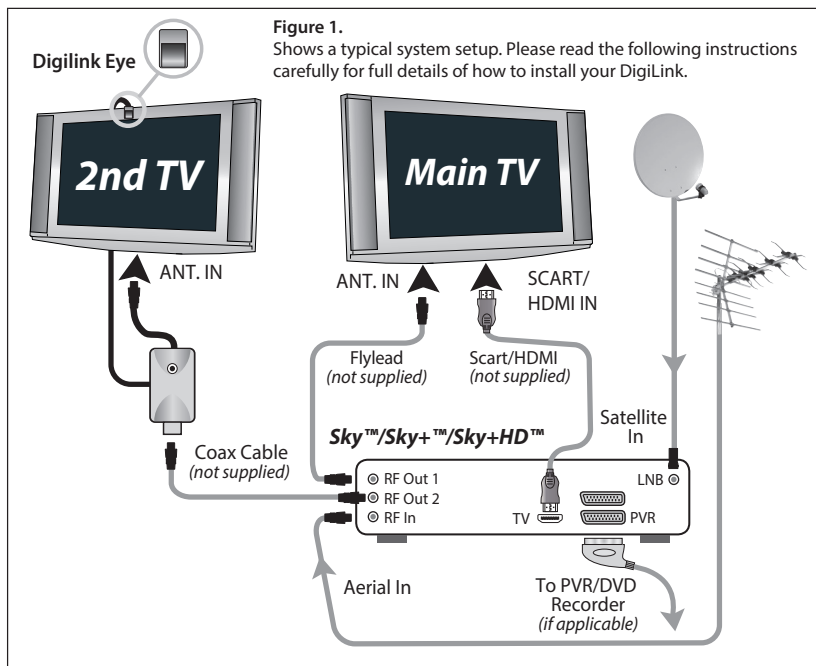 Figure 1.
Shows a typical system setup. Please read the following instructions
carefully for full details of how to install your DigiLink.
Digilink Eye
2nd TV
Main TV
ANT. IN
ANT. IN
SCART/
HDMI IN
Flylead
(not supplied)
Scart/HDMI
(not supplied)
Satellite
In
Coax Cable
(not supplied)
Sky™/Sky+™/Sky+HD™
RF Out 1
RF Out 2
RF In
TV
PVR
LNB
Aerial In
To PVR/DVD
Recorder
(if applicable)